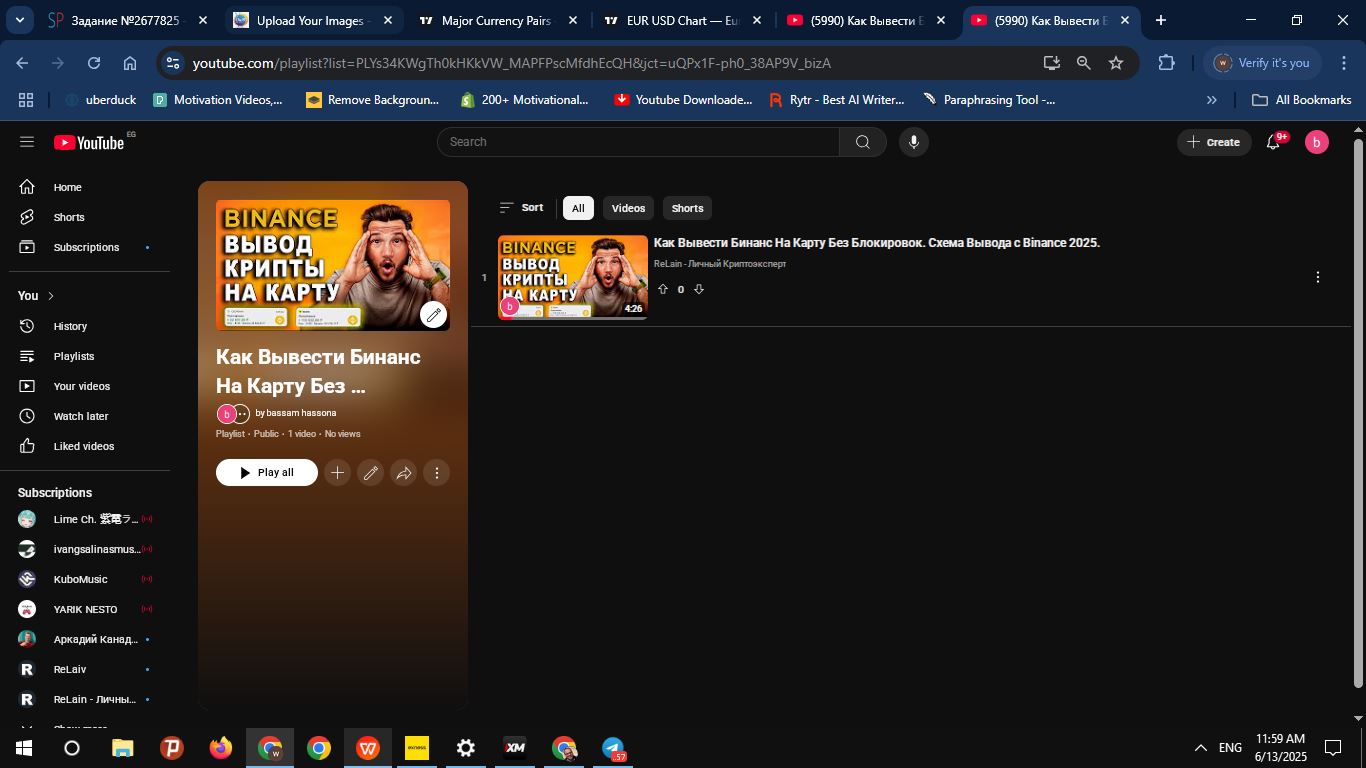 Задание №2677825 -
Upload Your Images -
Major Currency Pairs -
EUR USD Chart — Eu
(5990) Как Вывести Б
(5990) Как Вывести Б
youtube.com/playlist?list=PLYs34KWgTh0kHKkVW_MAPFPscMfdhEcQH&jct=uQPx1F-ph0_38AP9V_bizA
Verify it's you
uberduck
Motivation Videos,...
Remove Backgroun...
200+ Motivational...
Youtube Downloade...
Rytr - Best AI Writer...
Paraphrasing Tool -...
All Bookmarks
YouTube EG
Search
Create
9+
b
Home
Shorts
Subscriptions
You
History
Playlists
Your videos
Watch later
Liked videos
Subscriptions
Lime Ch. 紫電ラ...
ivangsalinasmus...
KuboMusic
YARIK NESTO
Аркадий Канад...
ReLaiv
ReLain - Личны...
BINANCE
ВЫВОД
КРИПТЫ
НА КАРТУ
Как Вывести Бинанс
На Карту Без ...
b
by bassam hassona
Playlist • Public • 1 video • No views
Play all
Sort
All
Videos
Shorts
1
BINANCE
ВЫВОД
КРИПТЫ
НА КАРТУ
b
4:26
Как Вывести Бинанс На Карту Без Блокировок. Схема Вывода с Binance 2025.
ReLain - Личный Криптоэксперт
0
exness
XM
57
ENG
11:59 AM
6/13/2025